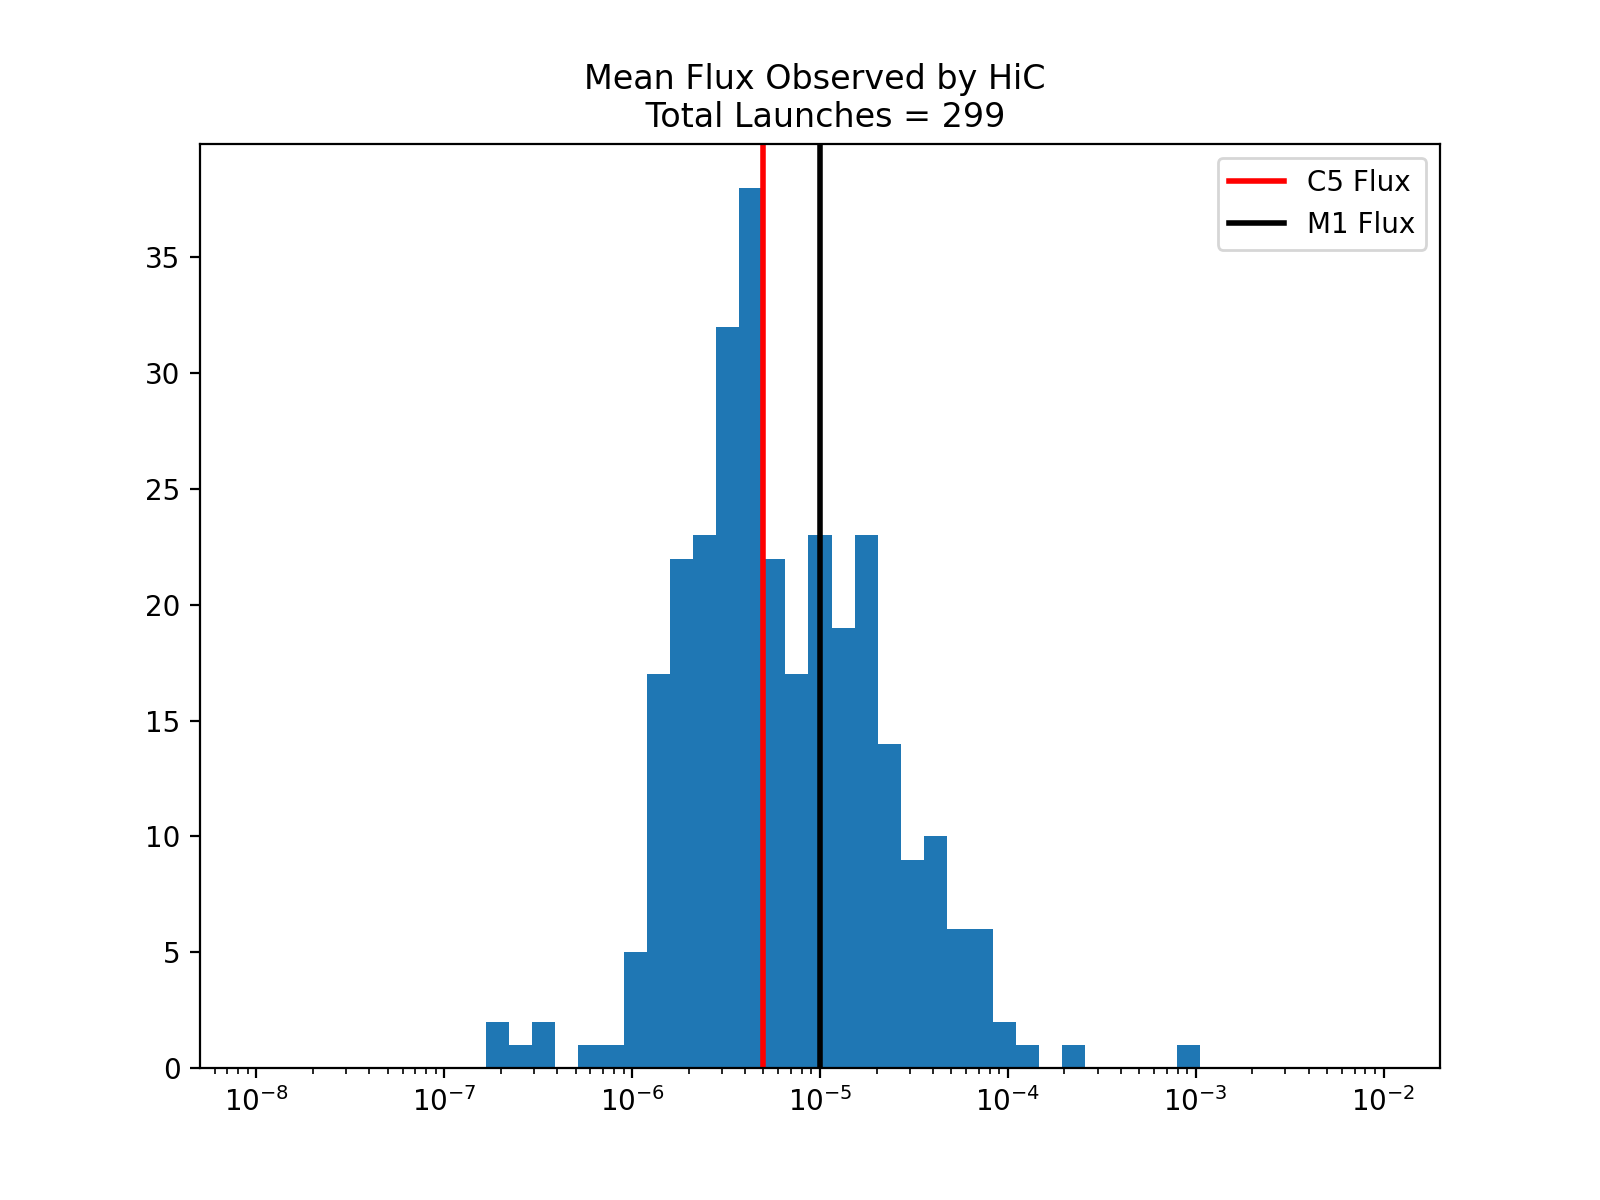 Mean Flux Observed by HiC
Total Launches = 299
C5 Flux
M1 Flux
35
30
25
20
15
10
5
0
10⁻⁸ 10⁻⁷ 10⁻⁶ 10⁻⁵ 10⁻⁴ 10⁻³ 10⁻²